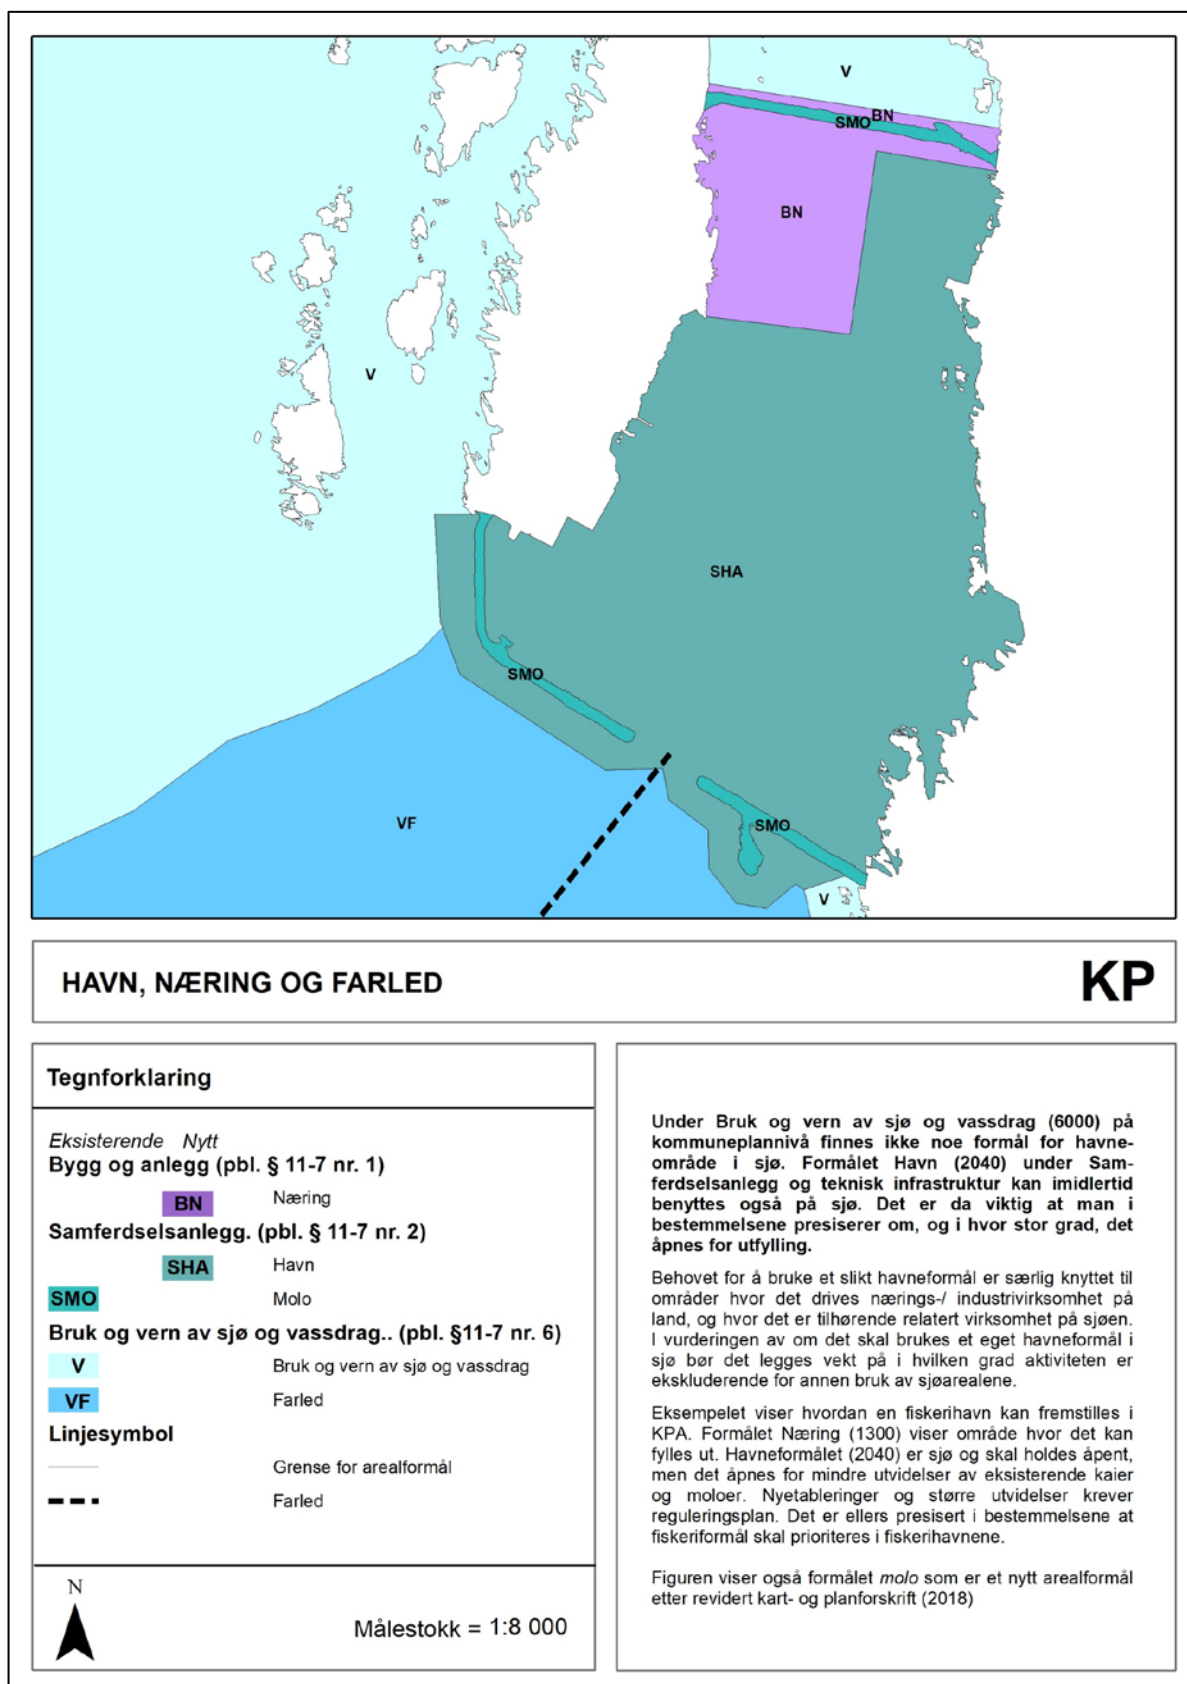 V
BN
SMO
BN
V
SHA
SMO
SMO
VF
V
HAVN, NÆRING OG FARLED
KP
Tegnforklaring
Eksisterende Nytt
Bygg og anlegg (pbl. § 11-7 nr. 1)
BN Næring
Samferdselsanlegg. (pbl. § 11-7 nr. 2)
SHA Havn
SMO Molo
Bruk og vern av sjø og vassdrag.. (pbl. §11-7 nr. 6)
V Bruk og vern av sjø og vassdrag
VF Farled
Linjesymbol
Grense for arealformål
Farled
N
Målestokk = 1:8 000
Under Bruk og vern av sjø og vassdrag (6000) på
kommuneplannivå finnes ikke noe formål for havne-
område i sjø. Formålet Havn (2040) under Sam-
ferdselsanlegg og teknisk infrastruktur kan imidlertid
benyttes også på sjø. Det er da viktig at man i
bestemmelsene presiserer om, og i hvor stor grad, det
åpnes for utfylling.
Behovet for å bruke et slikt havneformål er særlig knyttet til
områder hvor det drives nærings-/ industrivirksomhet på
land, og hvor det er tilhørende relatert virksomhet på sjøen.
I vurderingen av om det skal brukes et eget havneformål i
sjø bør det legges vekt på i hvilken grad aktiviteten er
ekskluderende for annen bruk av sjøarealene.
Eksempelet viser hvordan en fiskerihavn kan fremstilles i
KPA. Formålet Næring (1300) viser område hvor det kan
fylles ut. Havneformålet (2040) er sjø og skal holdes åpent,
men det åpnes for mindre utvidelser av eksisterende kaier
og moloer. Nyetableringer og større utvidelser krever
reguleringsplan. Det er ellers presisert i bestemmelsene at
fiskeriformål skal prioriteres i fiskerihavnene.
Figuren viser også formålet molo som er et nytt arealformål
etter revidert kart- og planforskrift (2018)